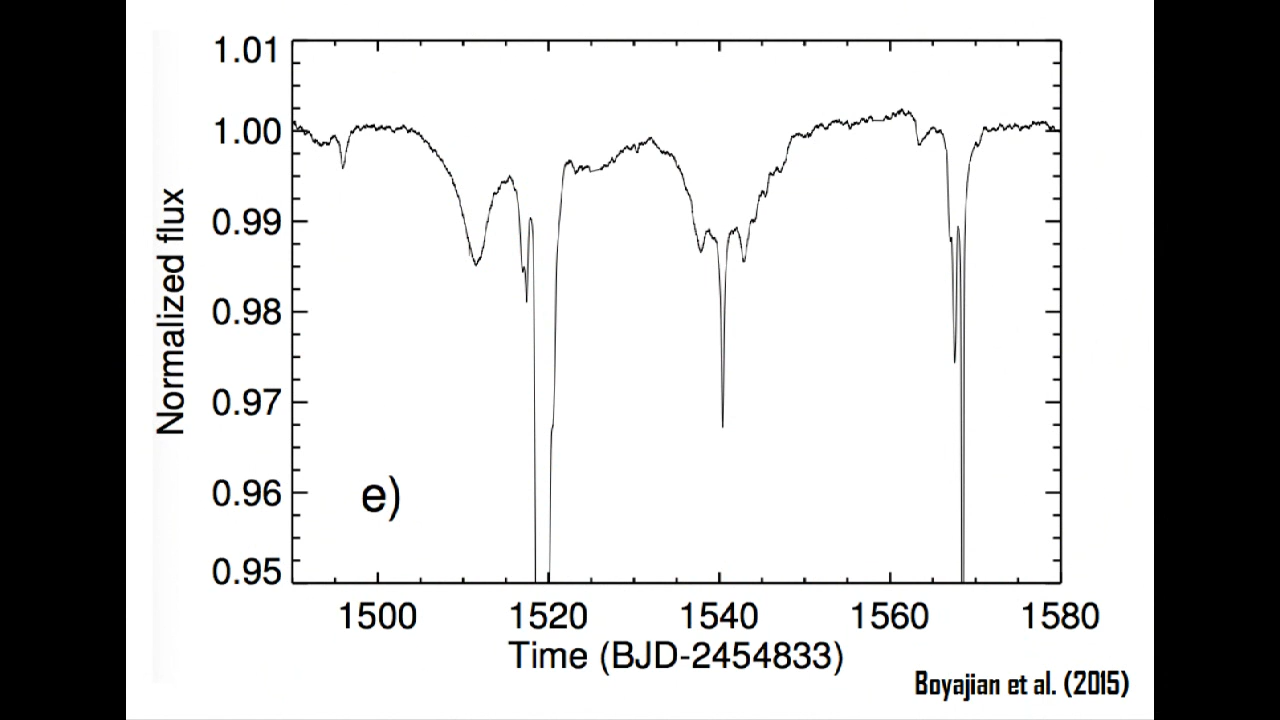 1.01
1.00
0.99
0.98
0.97
0.96
0.95
Normalized flux
e)
1500 1520 1540 1560 1580
Time (BJD-2454833)
Boyajian et al. (2015)